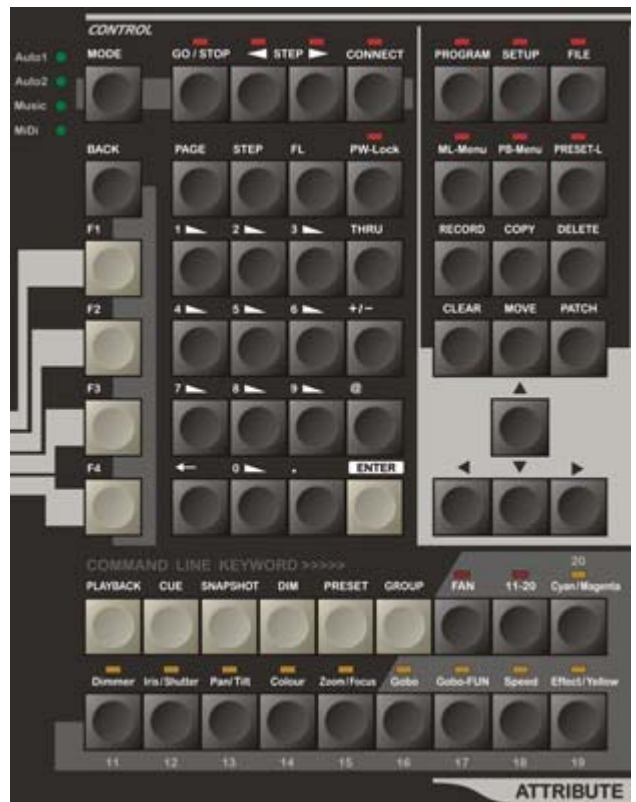 CONTROL
Auto1 MODE GO/STOP STEP CONNECT PROGRAM SETUP FILE
Auto2
Music
MiDi
BACK PAGE STEP FL PW-Lock ML-Menu PB-Menu PRESET-L
F1 1 2 3 THRU RECORD COPY DELETE
F2 4 5 6 +/- CLEAR MOVE PATCH
F3 7 8 9 @
F4 0 . ENTER
COMMAND LINE KEYWORD >>>>>
20
PLAYBACK CUE SNAPSHOT DIM PRESET GROUP FAN 11-20 Cyan/Magenta
Dimmer Iris/Shutter Pan/Tilt Colour Zoom/Focus Gobo Gobo-FUN Speed Effect/Yellow
11 12 13 14 15 16 17 18 19
ATTRIBUTE